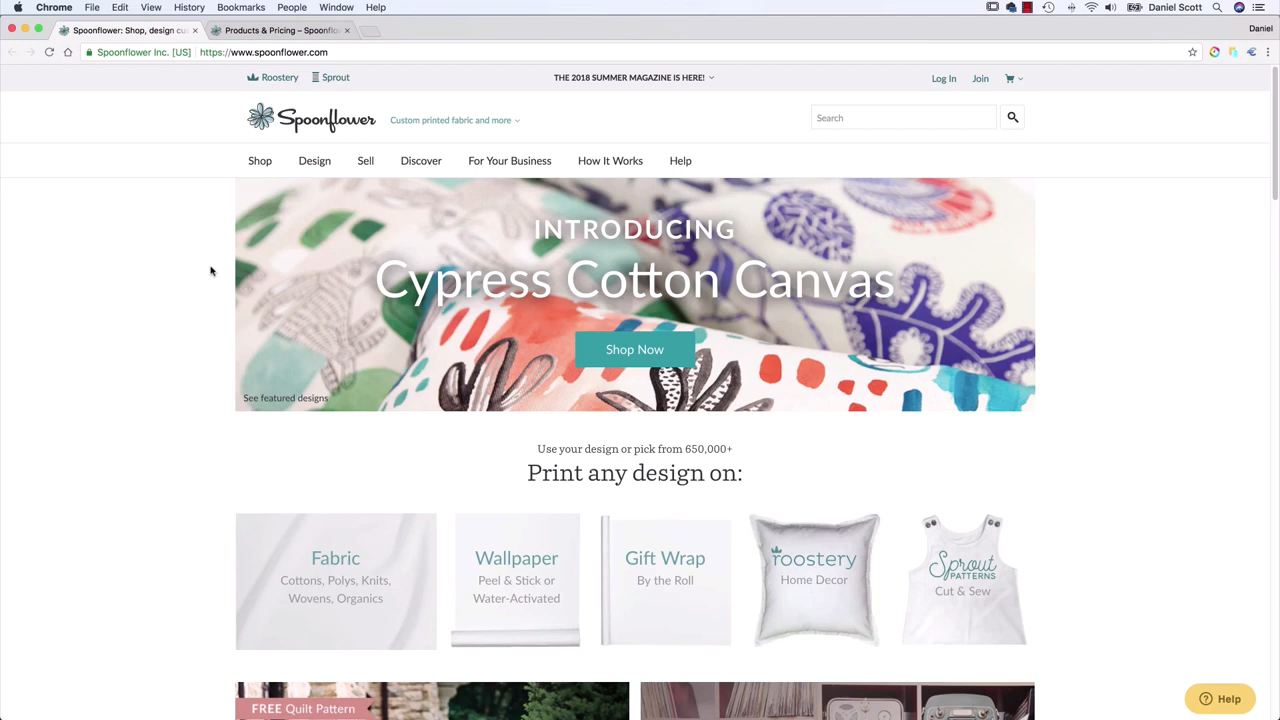 Chrome File Edit View History Bookmarks People Window Help Daniel Scott
Spoonflower: Shop, design cu Products & Pricing – Spoonfl Daniel
Spoonflower Inc. [US] https://www.spoonflower.com
Roostery Sprout THE 2018 SUMMER MAGAZINE IS HERE! Log In Join
Spoonflower Custom printed fabric and more Search
Shop Design Sell Discover For Your Business How It Works Help
INTRODUCING
Cypress Cotton Canvas
Shop Now
See featured designs
Use your design or pick from 650,000+
Print any design on:
Fabric
Cottons, Polys, Knits,
Wovens, Organics
Wallpaper
Peel & Stick or
Water-Activated
Gift Wrap
By the Roll
roostery
Home Decor
Sprout
PATTERNS
Cut & Sew
FREE Quilt Pattern
Help